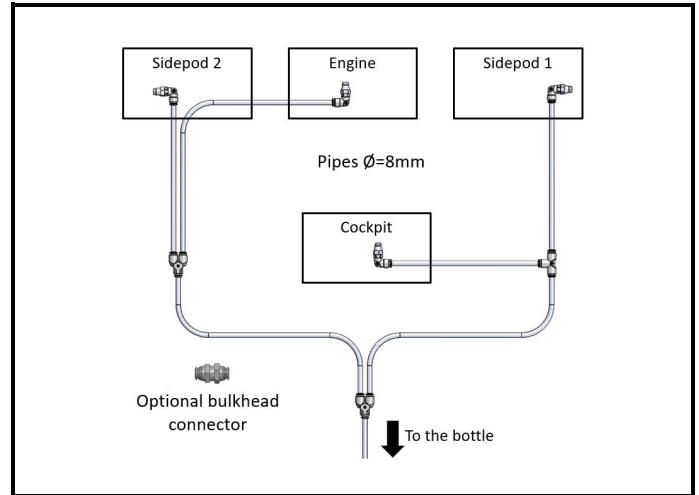 Sidepod 2
Engine
Sidepod 1
Pipes Ø=8mm
Cockpit
Optional bulkhead
connector
To the bottle